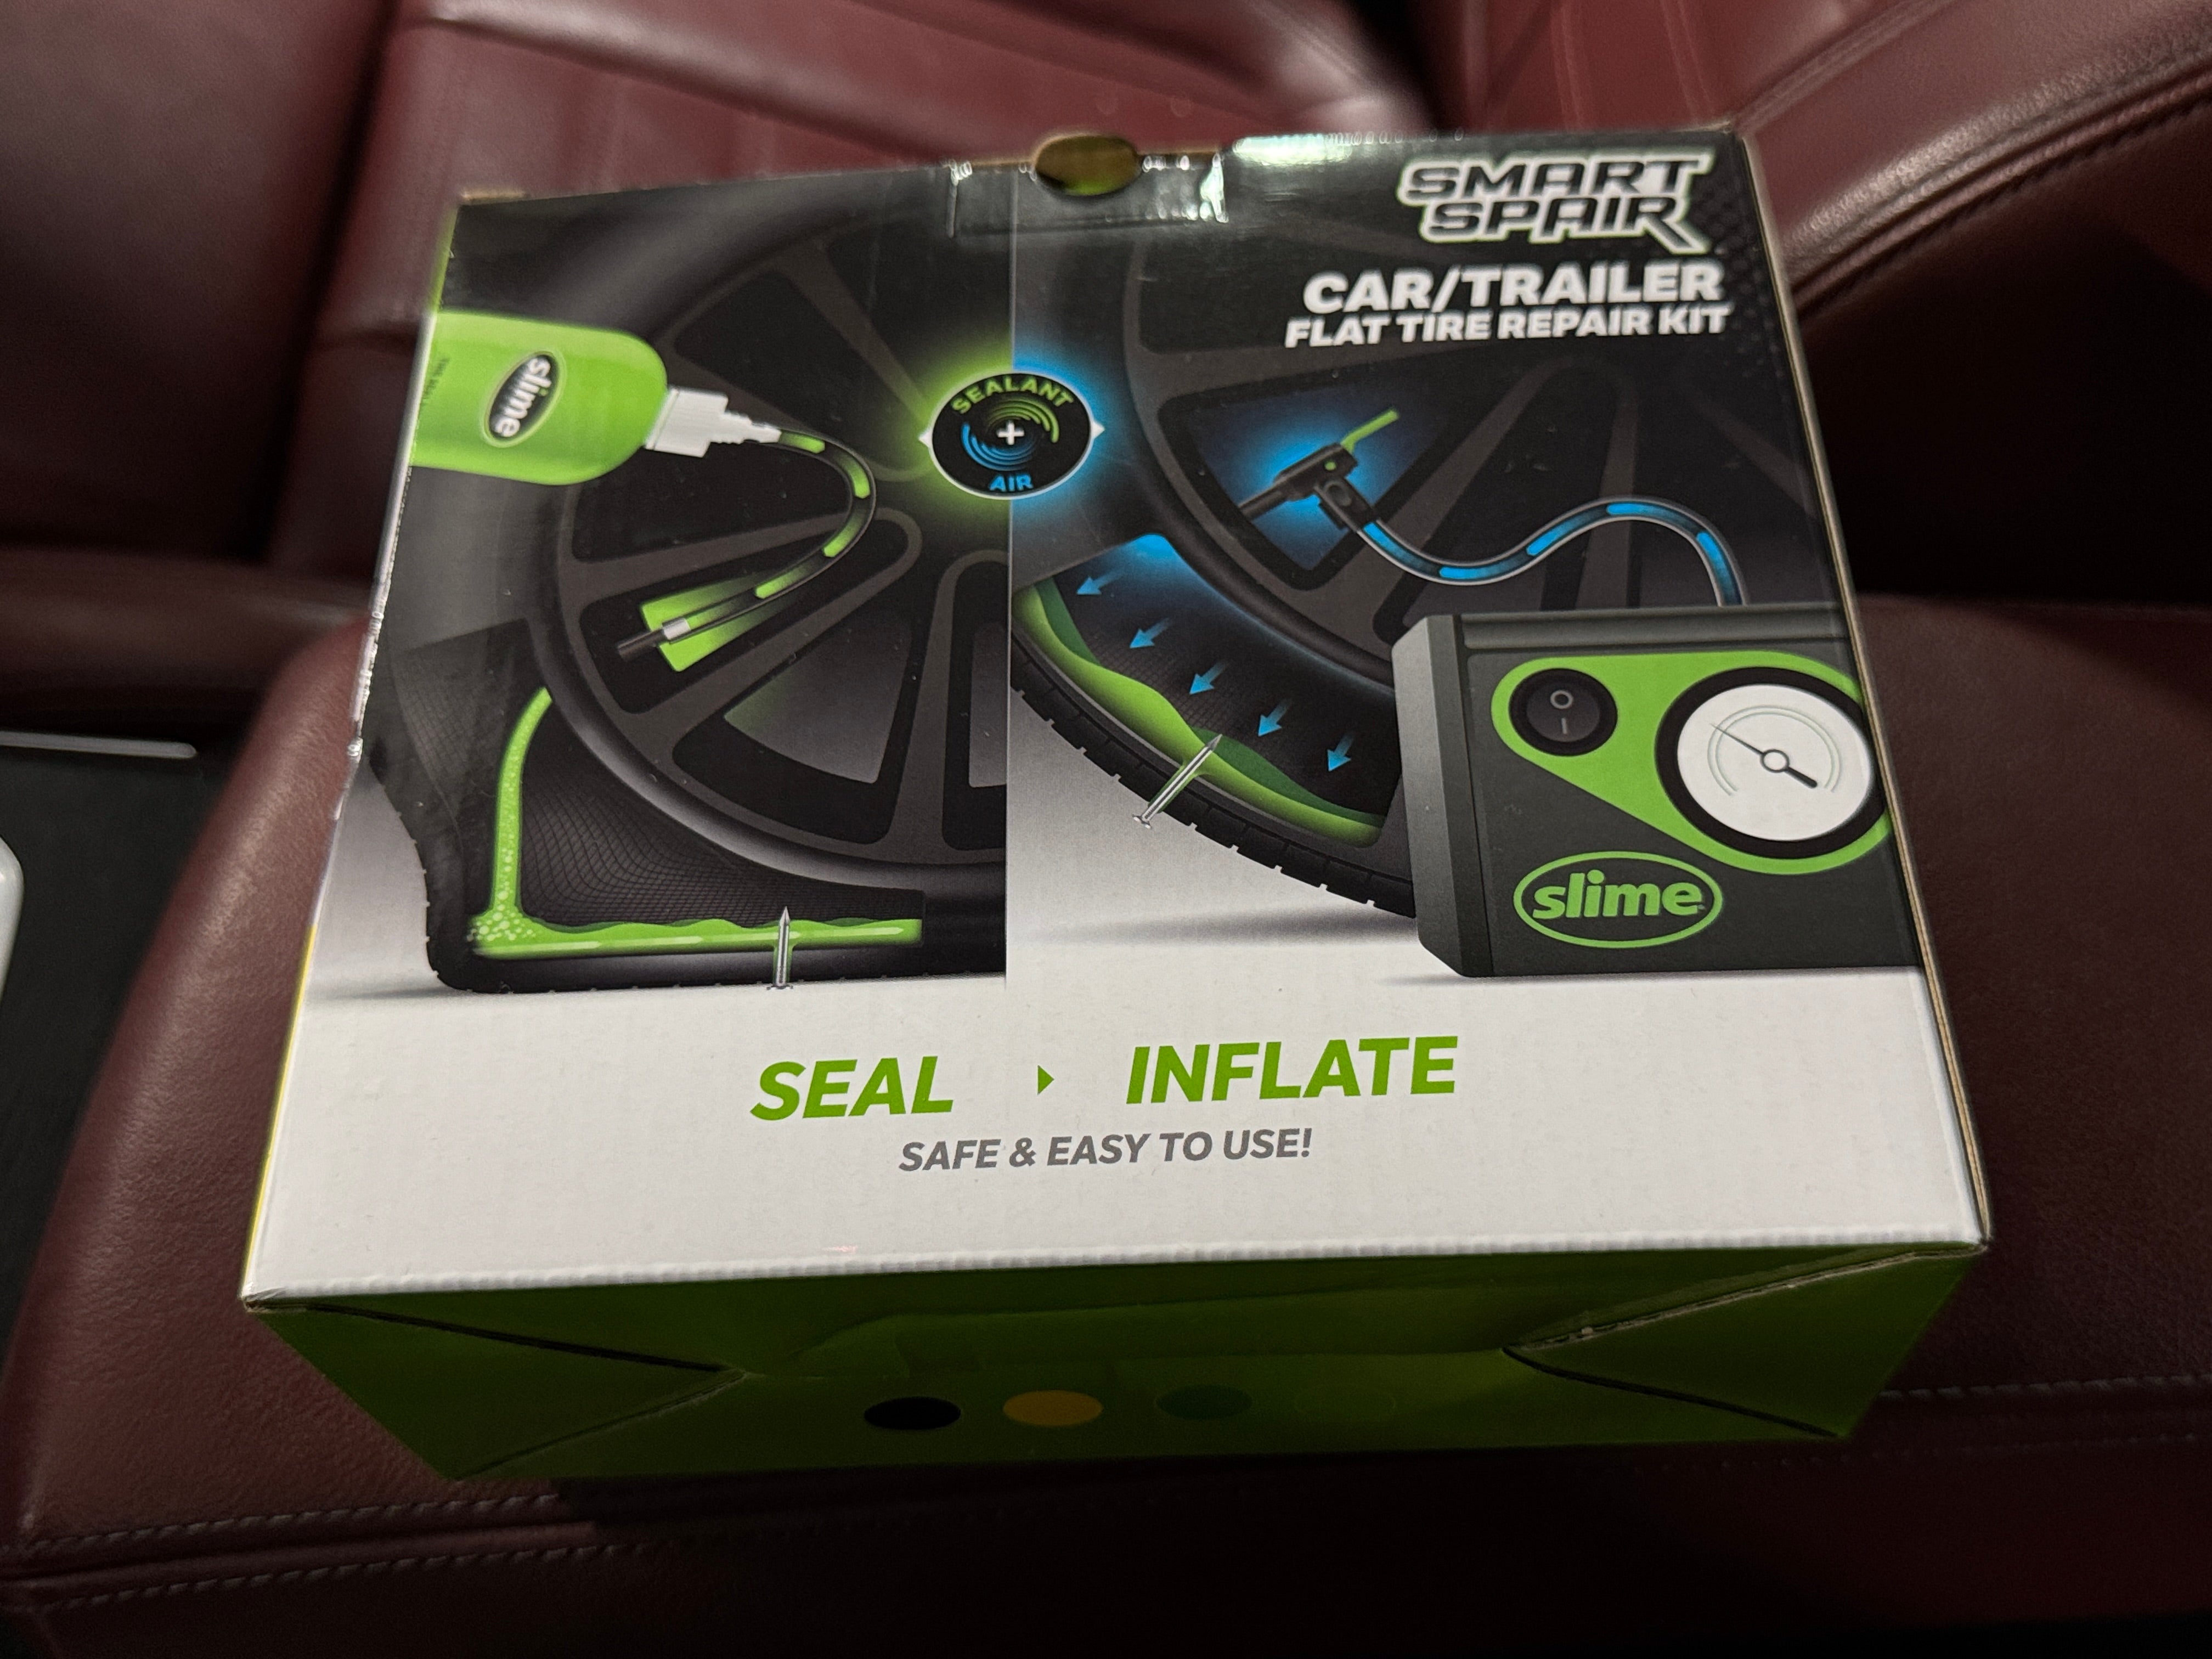 SMART
SPAIR
CAR/TRAILER
FLAT TIRE REPAIR KIT
slime
SEALANT
+
AIR
slime
SEAL ▸ INFLATE
SAFE & EASY TO USE!